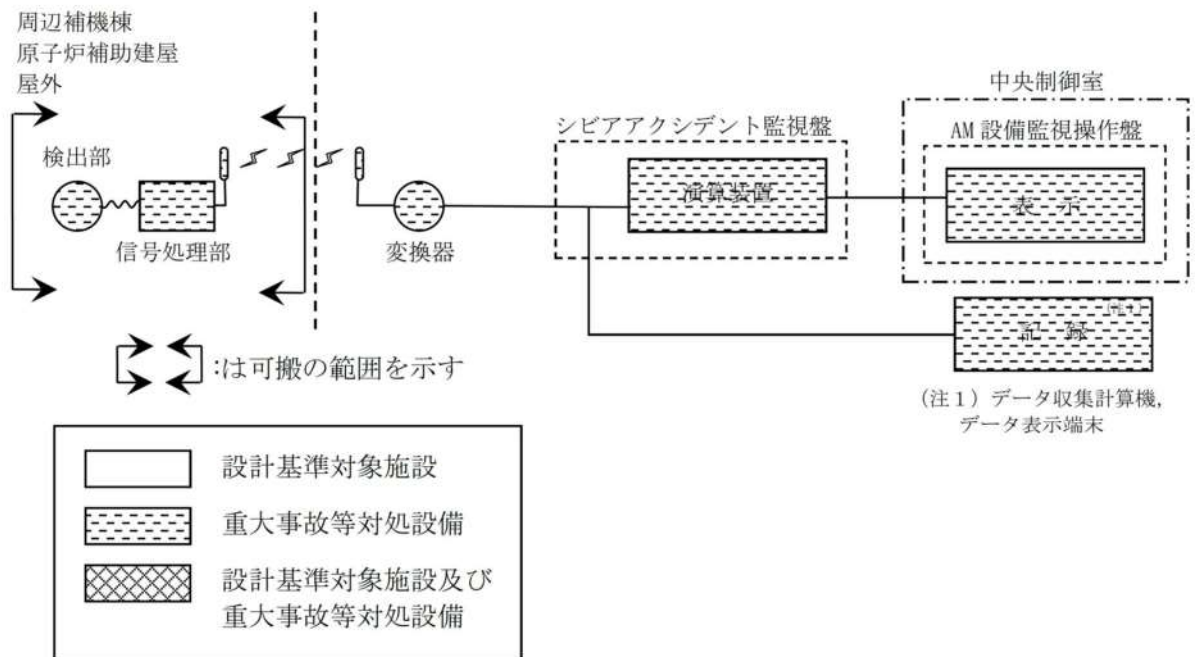 周辺補機棟
原子炉補助建屋
屋外
検出部
信号処理部
変換器
シビアアクシデント監視盤
演算装置
中央制御室
AM 設備監視操作盤
表 示
(注1)
記 録
(注1)データ収集計算機,
データ表示端末
:は可搬の範囲を示す
設計基準対象施設
重大事故等対処設備
設計基準対象施設及び
重大事故等対処設備